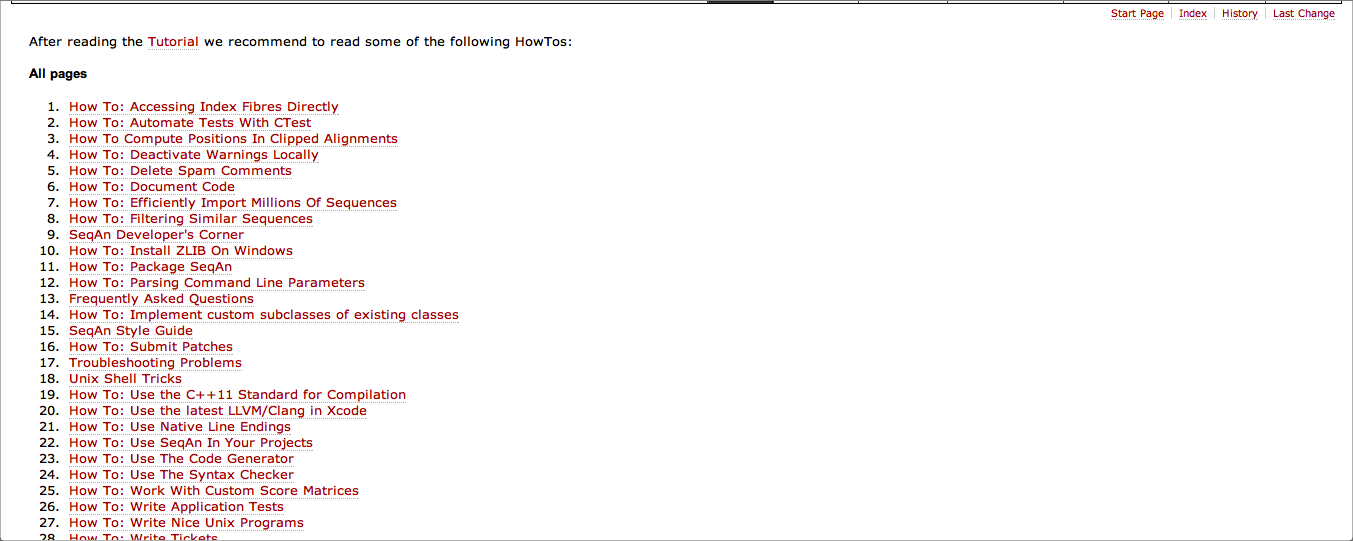 Start Page Index History Last Change
After reading the Tutorial we recommend to read some of the following HowTos:
All pages
1. How To: Accessing Index Fibres Directly
2. How To: Automate Tests With CTest
3. How To Compute Positions In Clipped Alignments
4. How To: Deactivate Warnings Locally
5. How To: Delete Spam Comments
6. How To: Document Code
7. How To: Efficiently Import Millions Of Sequences
8. How To: Filtering Similar Sequences
9. SeqAn Developer's Corner
10. How To: Install ZLIB On Windows
11. How To: Package SeqAn
12. How To: Parsing Command Line Parameters
13. Frequently Asked Questions
14. How To: Implement custom subclasses of existing classes
15. SeqAn Style Guide
16. How To: Submit Patches
17. Troubleshooting Problems
18. Unix Shell Tricks
19. How To: Use the C++11 Standard for Compilation
20. How To: Use the latest LLVM/Clang in Xcode
21. How To: Use Native Line Endings
22. How To: Use SeqAn In Your Projects
23. How To: Use The Code Generator
24. How To: Use The Syntax Checker
25. How To: Work With Custom Score Matrices
26. How To: Write Application Tests
27. How To: Write Nice Unix Programs
28. How To: Write Tickets